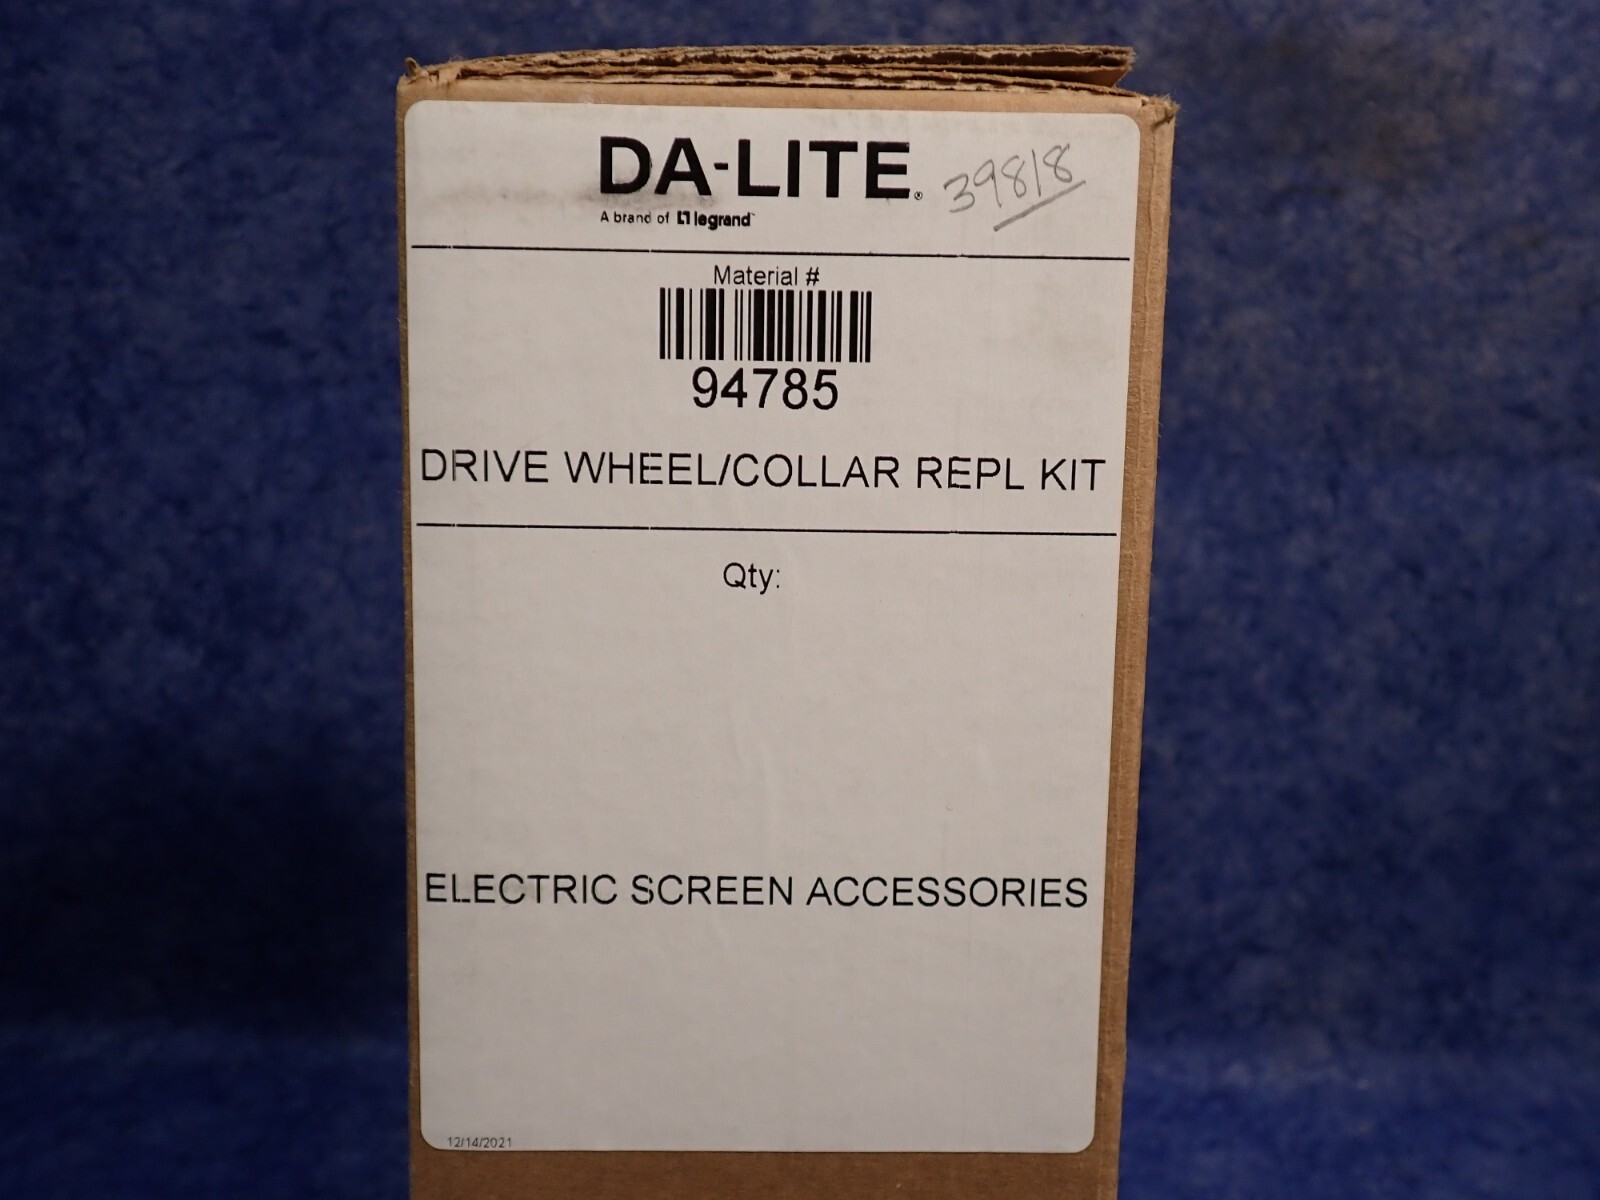 DA-LITE®
39818
A brand of legrand™
Material #
94785
DRIVE WHEEL/COLLAR REPL KIT
Qty:
ELECTRIC SCREEN ACCESSORIES
12/14/2021